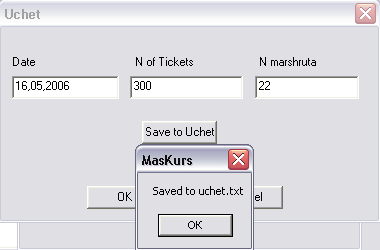 Uchet
Date N of Tickets N marshruta
16,05,2006 300 22
Save to Uchet
MasKurs
Saved to uchet.txt
OK
OK el